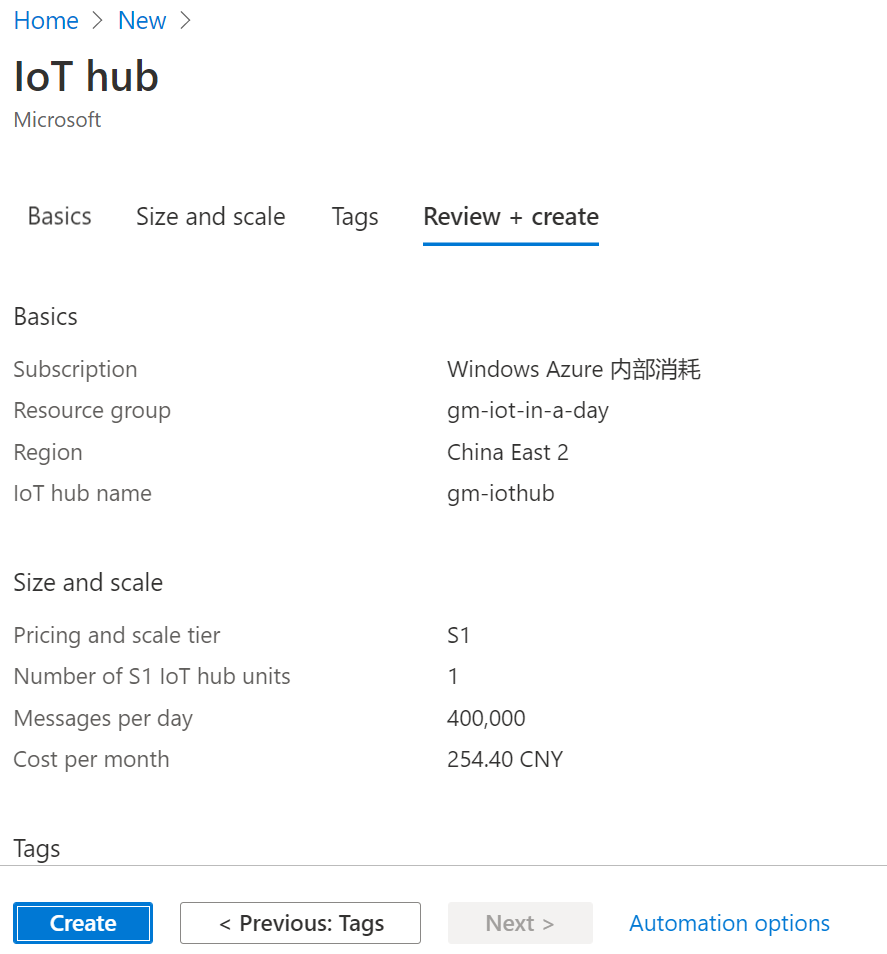 Home > New >
IoT hub
Microsoft
Basics Size and scale Tags Review + create
Basics
Subscription Windows Azure 内部消耗
Resource group gm-iot-in-a-day
Region China East 2
IoT hub name gm-iothub
Size and scale
Pricing and scale tier S1
Number of S1 IoT hub units 1
Messages per day 400,000
Cost per month 254.40 CNY
Tags
Create < Previous: Tags Next > Automation options